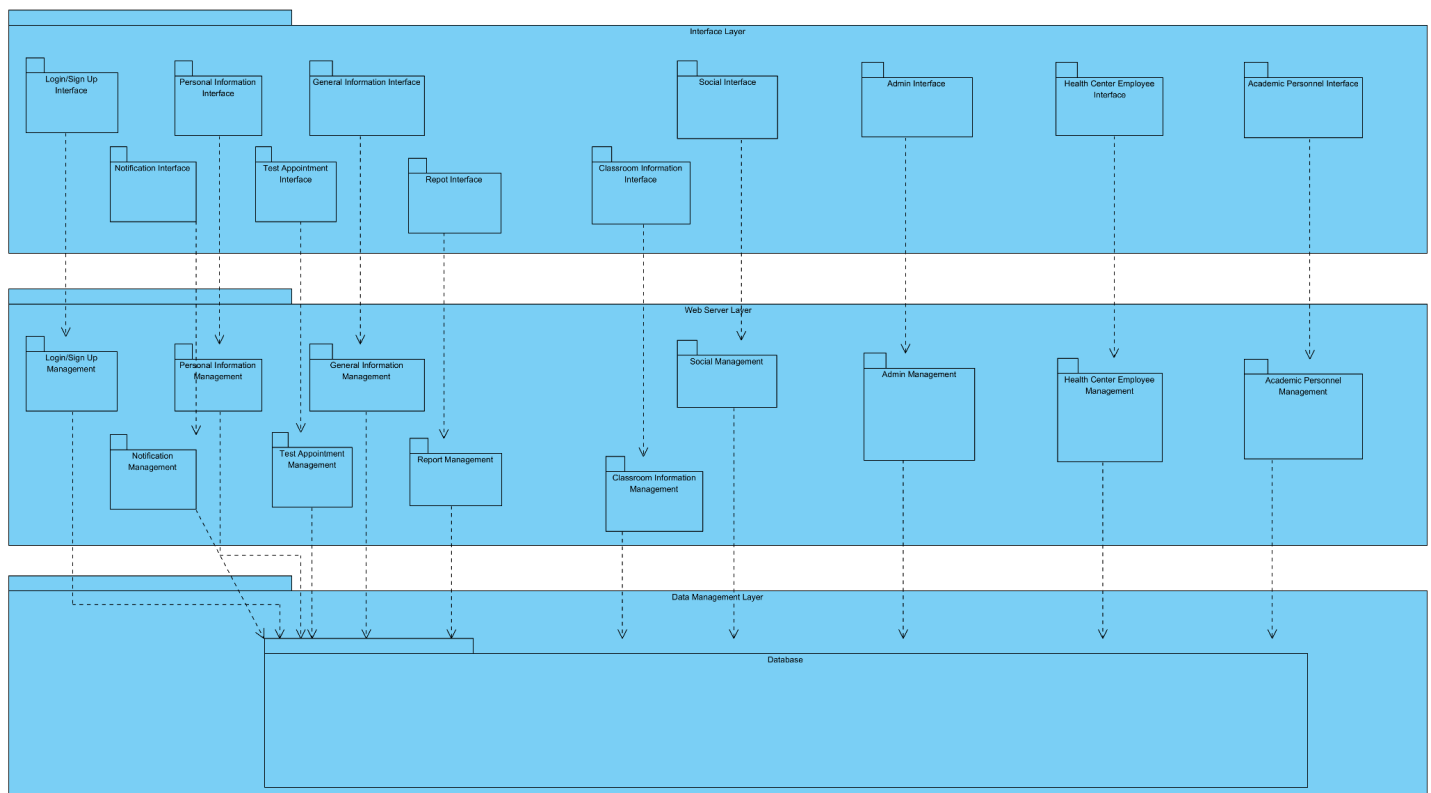 Interface Layer
Login/Sign Up
Interface
Personal Information
Interface
General Information Interface
Social Interface
Admin Interface
Health Center Employee
Interface
Academic Personnel Interface
Notification Interface
Test Appointment
Interface
Repot Interface
Classroom Information
Interface
Web Server Layer
Login/Sign Up
Management
Personal Information
Management
General Information
Management
Social Management
Admin Management
Health Center Employee
Management
Academic Personnel
Management
Notification
Management
Test Appointment
Management
Report Management
Classroom Information
Management
Data Management Layer
Database